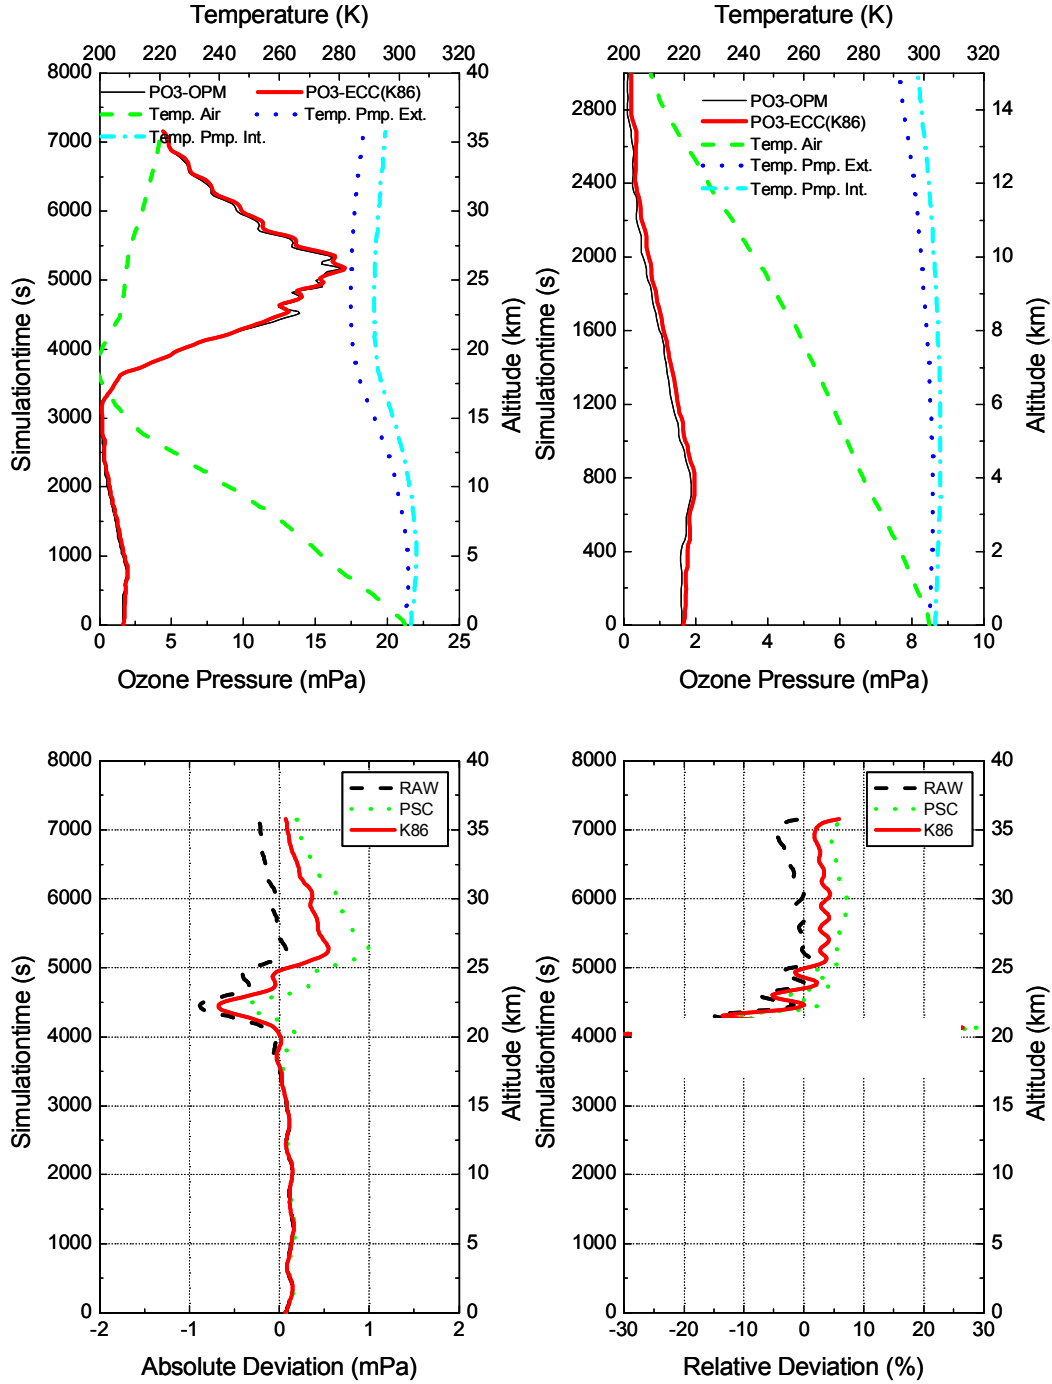 Temperature (K)
200 220 240 260 280 300 320
8000 7000 6000 5000 4000 3000 2000 1000 0
Simulationtime (s)
PO3-OPM PO3-ECC(K86)
Temp. Air Temp. Pmp. Ext.
Temp. Pmp. Int.
40 35 30 25 20 15 10 5 0
Altitude (km)
0 5 10 15 20 25
Ozone Pressure (mPa)
Temperature (K)
200 220 240 260 280 300 320
2800 2400 2000 1600 1200 800 400 0
Simulationtime (s)
PO3-OPM
PO3-ECC(K86)
Temp. Air
Temp. Pmp. Ext.
Temp. Pmp. Int.
14 12 10 8 6 4 2 0
Altitude (km)
0 2 4 6 8 10
Ozone Pressure (mPa)
8000 7000 6000 5000 4000 3000 2000 1000 0
Simulationtime (s)
RAW
PSC
K86
40 35 30 25 20 15 10 5 0
Altitude (km)
-2 -1 0 1 2
Absolute Deviation (mPa)
8000 7000 6000 5000 4000 3000 2000 1000 0
Simulationtime (s)
RAW
PSC
K86
40 35 30 25 20 15 10 5 0
Altitude (km)
-30 -20 -10 0 10 20 30
Relative Deviation (%)